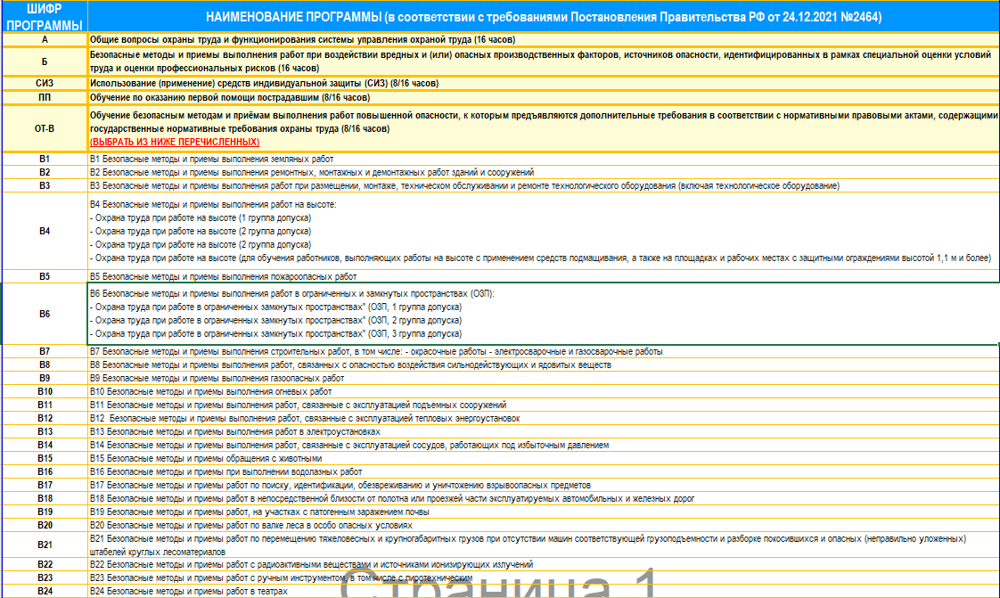 ШИФР ПРОГРАММЫ
НАИМЕНОВАНИЕ ПРОГРАММЫ (в соответствии с требованиями Постановления Правительства РФ от 24.12.2021 №2464)
А
Общие вопросы охраны труда и функционирования системы управления охраной труда (16 часов)
Б
Безопасные методы и приемы выполнения работ при воздействии вредных и (или) опасных производственных факторов, источников опасности, идентифицированных в рамках специальной оценки условий
труда и оценки профессиональных рисков (16 часов)
СИЗ
Использование (применение) средств индивидуальной защиты (СИЗ) (8/16 часов)
ПП
Обучение по оказанию первой помощи пострадавшим (8/16 часов)
ОТ-В
Обучение безопасным методам и приёмам выполнения работ повышенной опасности, к которым предъявляются дополнительные требования в соответствии с нормативными правовыми актами, содержащими
государственные нормативные требования охраны труда (8/16 часов)
(ВЫБРАТЬ ИЗ НИЖЕ ПЕРЕЧИСЛЕННЫХ)
В1
В1 Безопасные методы и приемы выполнения земляных работ
В2
В2 Безопасные методы и приемы выполнения ремонтных, монтажных и демонтажных работ зданий и сооружений
В3
В3 Безопасные методы и приемы выполнения работ при размещении, монтаже, техническом обслуживании и ремонте технологического оборудования (включая технологическое оборудование)
В4
В4 Безопасные методы и приемы выполнения работ на высоте:
- Охрана труда при работе на высоте (1 группа допуска)
- Охрана труда при работе на высоте (2 группа допуска)
- Охрана труда при работе на высоте (2 группа допуска)
- Охрана труда при работе на высоте (для обучения работников, выполняющих работы на высоте с применением средств подмащивания, а также на площадках и рабочих местах с защитными ограждениями высотой 1,1 м и более)
В5
В5 Безопасные методы и приемы выполнения пожароопасных работ
В6
В6 Безопасные методы и приемы выполнения работ в ограниченных и замкнутых пространствах (ОЗП):
- Охрана труда при работе в ограниченных замкнутых пространствах" (ОЗП, 1 группа допуска)
- Охрана труда при работе в ограниченных замкнутых пространствах" (ОЗП, 2 группа допуска)
- Охрана труда при работе в ограниченных замкнутых пространствах" (ОЗП, 3 группа допуска)
В7
В7 Безопасные методы и приемы выполнения строительных работ, в том числе: - окрасочные работы - электросварочные и газосварочные работы
В8
В8 Безопасные методы и приемы выполнения работ, связанных с опасностью воздействия сильнодействующих и ядовитых веществ
В9
В9 Безопасные методы и приемы выполнения газоопасных работ
В10
В10 Безопасные методы и приемы выполнения огневых работ
В11
В11 Безопасные методы и приемы выполнения работ, связанные с эксплуатацией подъемных сооружений
В12
В12 Безопасные методы и приемы выполнения работ, связанные с эксплуатацией тепловых энергоустановок
В13
В13 Безопасные методы и приемы выполнения работ в электроустановках
В14
В14 Безопасные методы и приемы выполнения работ, связанные с эксплуатацией сосудов, работающих под избыточным давлением
В15
В15 Безопасные методы и приемы обращения с животными
В16
В16 Безопасные методы и приемы при выполнении водолазных работ
В17
В17 Безопасные методы и приемы работ по поиску, идентификации, обезвреживанию и уничтожению взрывоопасных предметов
В18
В18 Безопасные методы и приемы работ в непосредственной близости от полотна или проезжей части эксплуатируемых автомобильных и железных дорог
В19
В19 Безопасные методы и приемы работ, на участках с патогенным заражением почвы
В20
В20 Безопасные методы и приемы работ по валке леса в особо опасных условиях
В21
В21 Безопасные методы и приемы работ по перемещению тяжеловесных и крупногабаритных грузов при отсутствии машин соответствующей грузоподъемности и разборке покосившихся и опасных (неправильно уложенных)
штабелей круглых лесоматериалов
В22
В22 Безопасные методы и приемы работ с радиоактивными веществами и источниками ионизирующих излучений
В23
В23 Безопасные методы и приемы работ с ручным инструментом, в том числе с пиротехническим
В24
В24 Безопасные методы и приемы работ в театрах
Страница 1